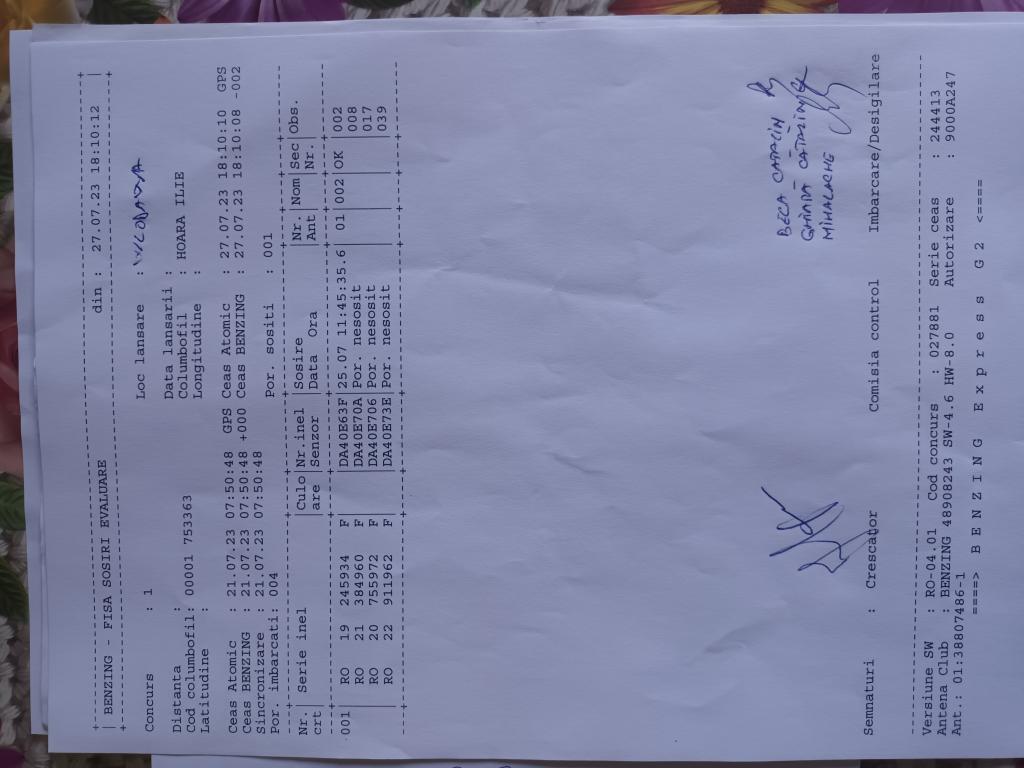 +-----------------------------------------------------------------------------+
| BENZING - FISA SOSIRI EVALUARE din : 27.07.23 18:10:12 |
+-----------------------------------------------------------------------------+
Concurs : 1 Loc lansare :
Distanta : Data lansarii :
Cod columbofil: 00001 753363 Columbofil : HOARA ILIE
Latitudine : Longitudine :
Ceas Atomic : 21.07.23 07:50:48 GPS Ceas Atomic : 27.07.23 18:10:10 GPS
Ceas BENZING : 21.07.23 07:50:48 +000 Ceas BENZING : 27.07.23 18:10:08 -002
Sincronizare : 21.07.23 07:50:48
Por. imbarcati: 004 Por. sositi : 001
Nr. | Serie inel | Culo | Nr.inel | Sosire | Nr. | Nom | Sec | Obs.
crt | | are | Senzor | Data Ora | Ant | | Nr. |
001 | RO 19 245934 F | | DA40E63F | 25.07 11:45:35.6 | 01 | 002 | OK | 002
| RO 21 384960 F | | DA40E70A | Por. nesosit | | | | 008
| RO 20 755972 F | | DA40E706 | Por. nesosit | | | | 017
| RO 22 911962 F | | DA40E73E | Por. nesosit | | | | 039
BECA CATALIN
GHIARA CATALIN
MIHALACHE
Semnaturi : Crescator Comisia control Imbarcare/Desigilare
Versiune SW : RO-04.01 Cod concurs : 027881 Serie ceas : 244413
Antena Club : BENZING 48908243 SW-4.6 HW-8.0 Autorizare : 9000A247
Ant.: 01:38807486-1
====> B E N Z I N G E x p r e s s G 2 <====